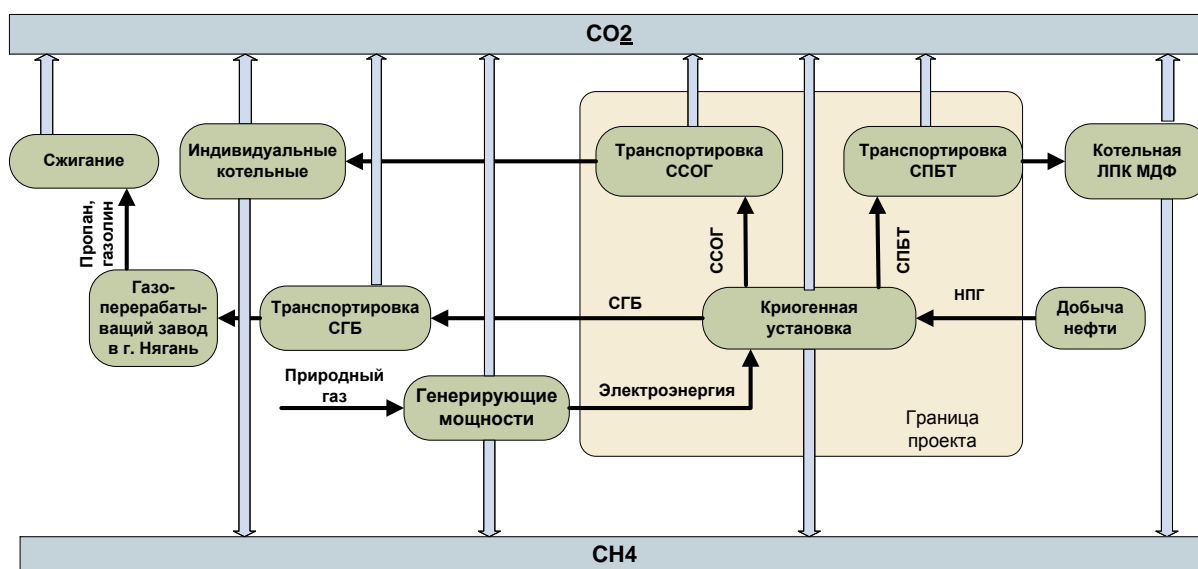 CO2
Сжигание
Индивидуальные
котельные
Транспортировка
ССОГ
Транспортировка
СПБТ
Котельная
ЛПК МДФ
Пропан,
газолин
ССОГ
СПБТ
Газо-
перерабаты-
ващий завод
в г. Нягань
Транспортировка
СГБ
СГБ
Криогенная
установка
НПГ
Добыча
нефти
Природный
газ
Генерирующие
мощности
Электроэнергия
Граница
проекта
CH4